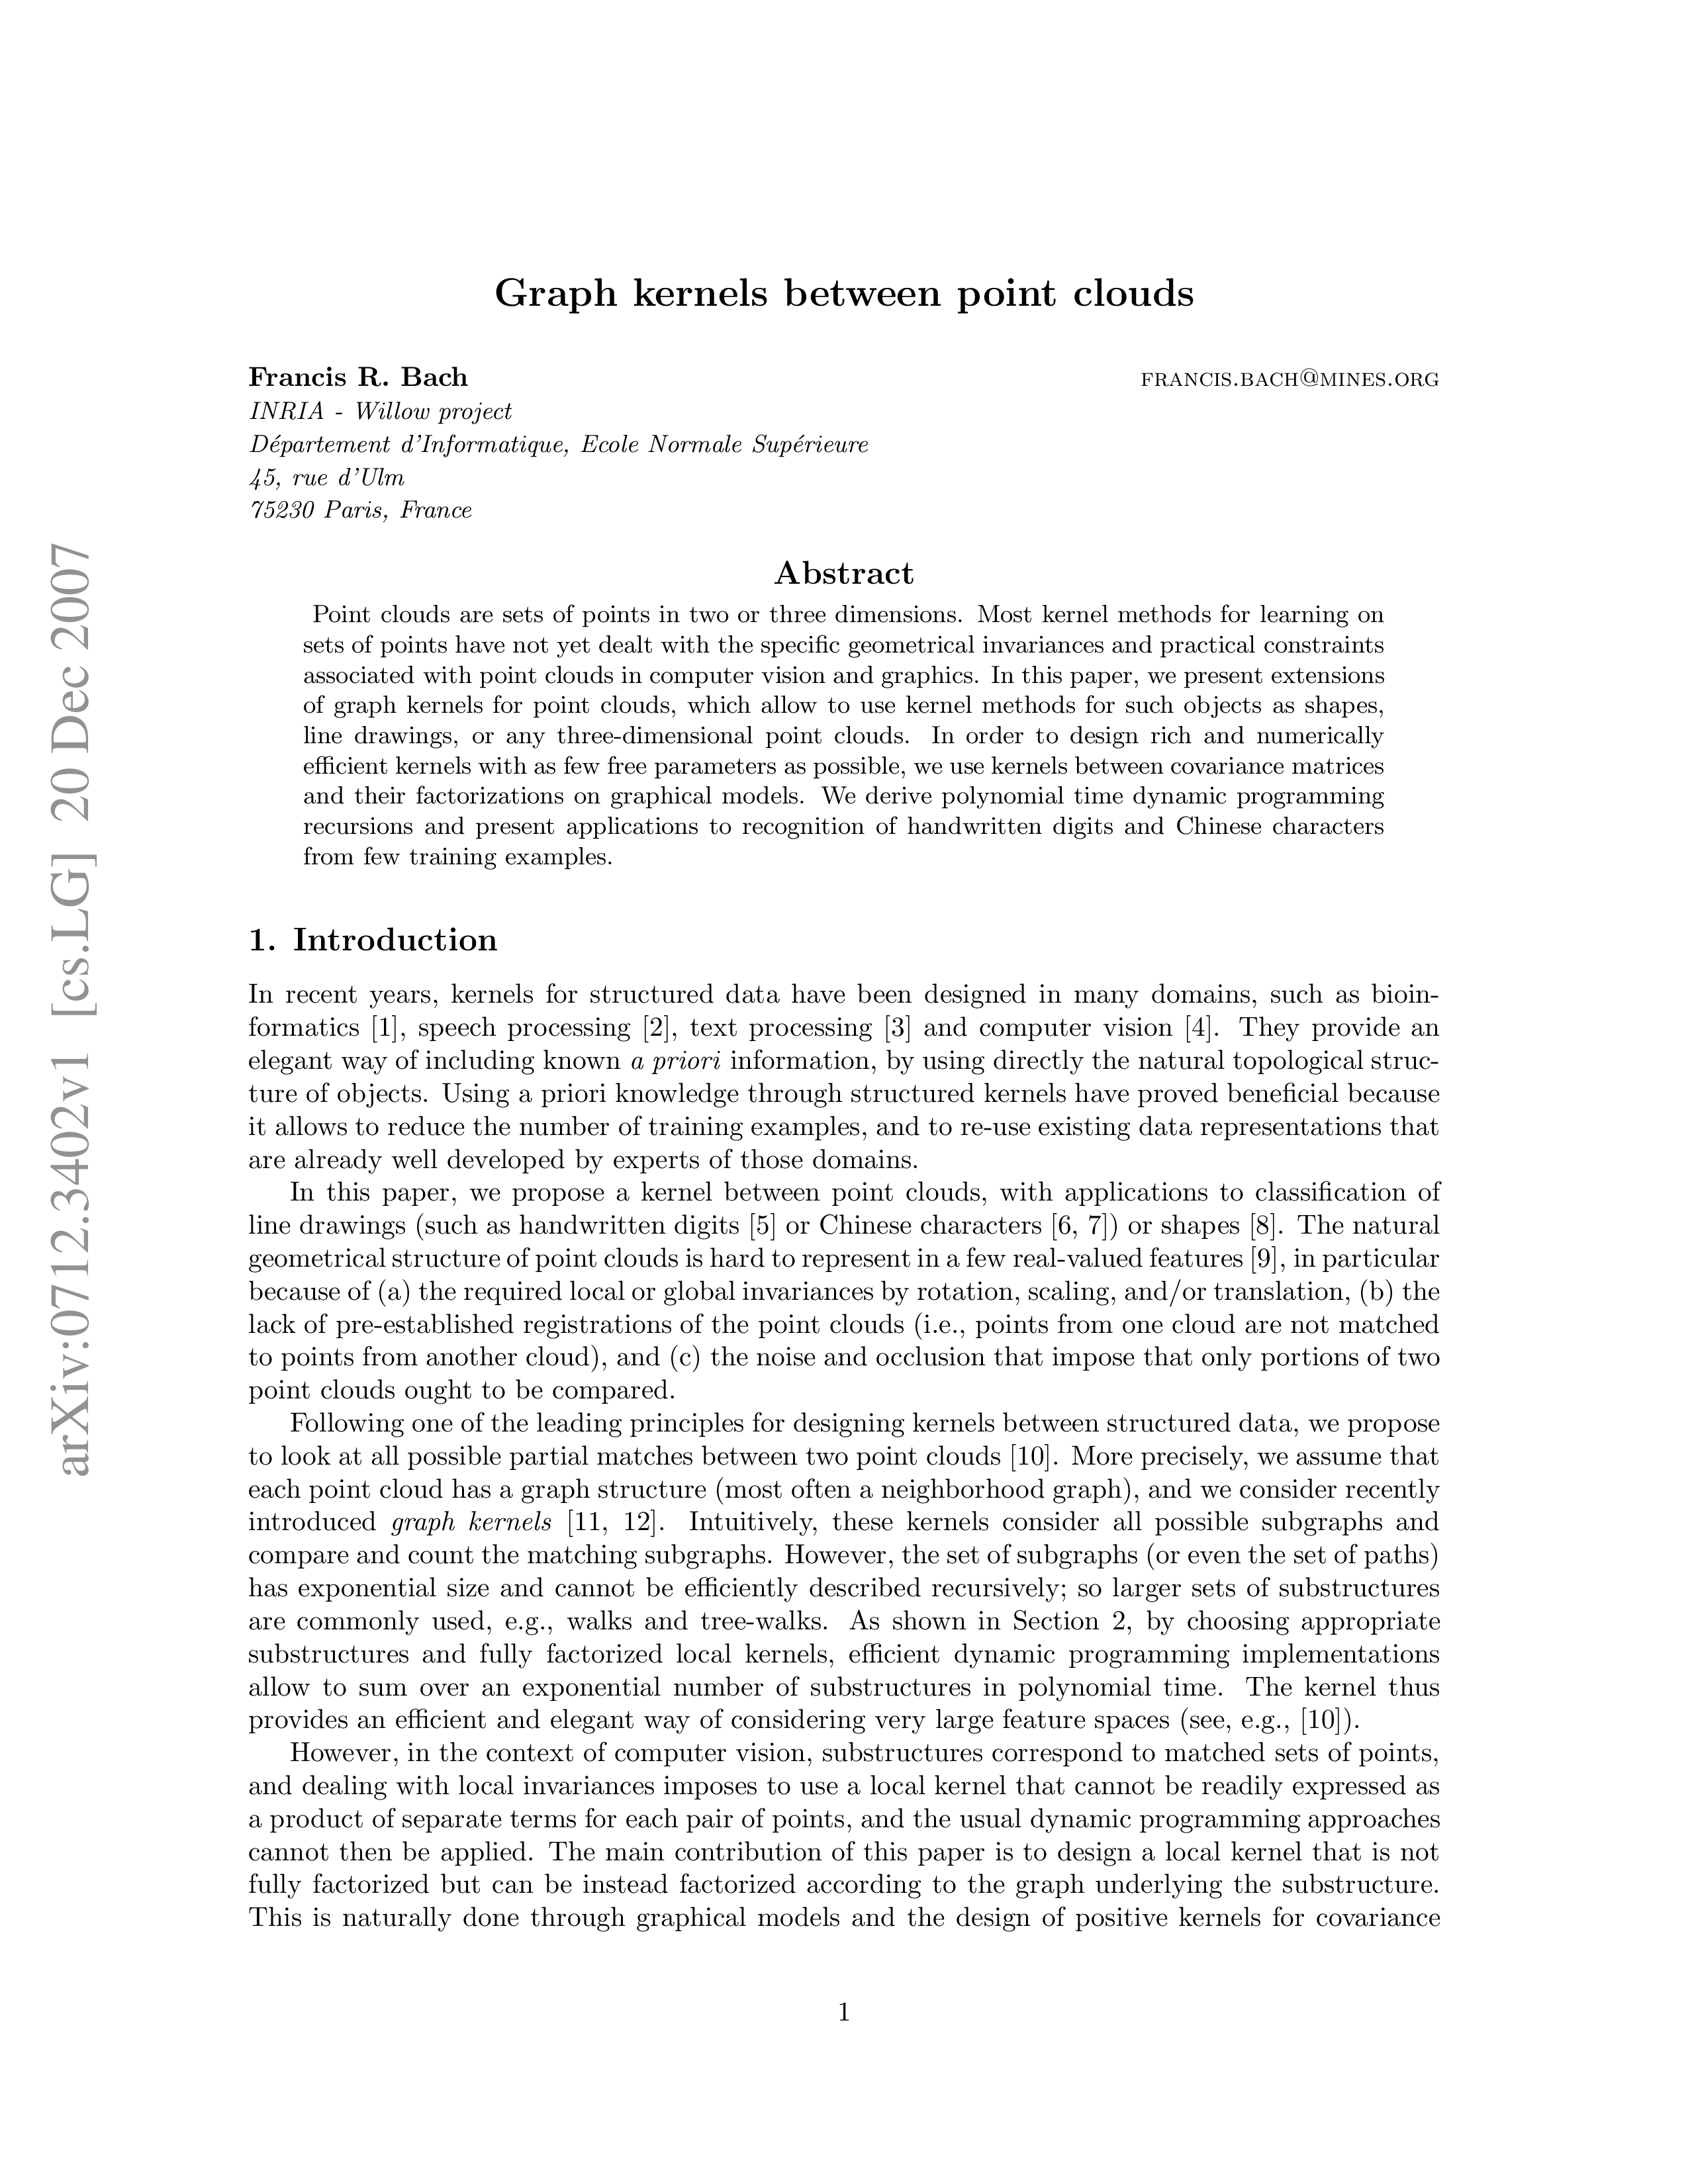 arXiv:0712.3402v1 [cs.LG] 20 Dec 2007
Graph kernels between point clouds
Francis R. Bach francis.bach@mines.org
INRIA - Willow project
Département d'Informatique, Ecole Normale Supérieure
45, rue d'Ulm
75230 Paris, France
Abstract
Point clouds are sets of points in two or three dimensions. Most kernel methods for learning on
sets of points have not yet dealt with the specific geometrical invariances and practical constraints
associated with point clouds in computer vision and graphics. In this paper, we present extensions
of graph kernels for point clouds, which allow to use kernel methods for such objects as shapes,
line drawings, or any three-dimensional point clouds. In order to design rich and numerically
efficient kernels with as few free parameters as possible, we use kernels between covariance matrices
and their factorizations on graphical models. We derive polynomial time dynamic programming
recursions and present applications to recognition of handwritten digits and Chinese characters
from few training examples.
1. Introduction
In recent years, kernels for structured data have been designed in many domains, such as bioin-
formatics [1], speech processing [2], text processing [3] and computer vision [4]. They provide an
elegant way of including known a priori information, by using directly the natural topological struc-
ture of objects. Using a priori knowledge through structured kernels have proved beneficial because
it allows to reduce the number of training examples, and to re-use existing data representations that
are already well developed by experts of those domains.
In this paper, we propose a kernel between point clouds, with applications to classification of
line drawings (such as handwritten digits [5] or Chinese characters [6, 7]) or shapes [8]. The natural
geometrical structure of point clouds is hard to represent in a few real-valued features [9], in particular
because of (a) the required local or global invariances by rotation, scaling, and/or translation, (b) the
lack of pre-established registrations of the point clouds (i.e., points from one cloud are not matched
to points from another cloud), and (c) the noise and occlusion that impose that only portions of two
point clouds ought to be compared.
Following one of the leading principles for designing kernels between structured data, we propose
to look at all possible partial matches between two point clouds [10]. More precisely, we assume that
each point cloud has a graph structure (most often a neighborhood graph), and we consider recently
introduced graph kernels [11, 12]. Intuitively, these kernels consider all possible subgraphs and
compare and count the matching subgraphs. However, the set of subgraphs (or even the set of paths)
has exponential size and cannot be efficiently described recursively; so larger sets of substructures
are commonly used, e.g., walks and tree-walks. As shown in Section 2, by choosing appropriate
substructures and fully factorized local kernels, efficient dynamic programming implementations
allow to sum over an exponential number of substructures in polynomial time. The kernel thus
provides an efficient and elegant way of considering very large feature spaces (see, e.g., [10]).
However, in the context of computer vision, substructures correspond to matched sets of points,
and dealing with local invariances imposes to use a local kernel that cannot be readily expressed as
a product of separate terms for each pair of points, and the usual dynamic programming approaches
cannot then be applied. The main contribution of this paper is to design a local kernel that is not
fully factorized but can be instead factorized according to the graph underlying the substructure.
This is naturally done through graphical models and the design of positive kernels for covariance
1